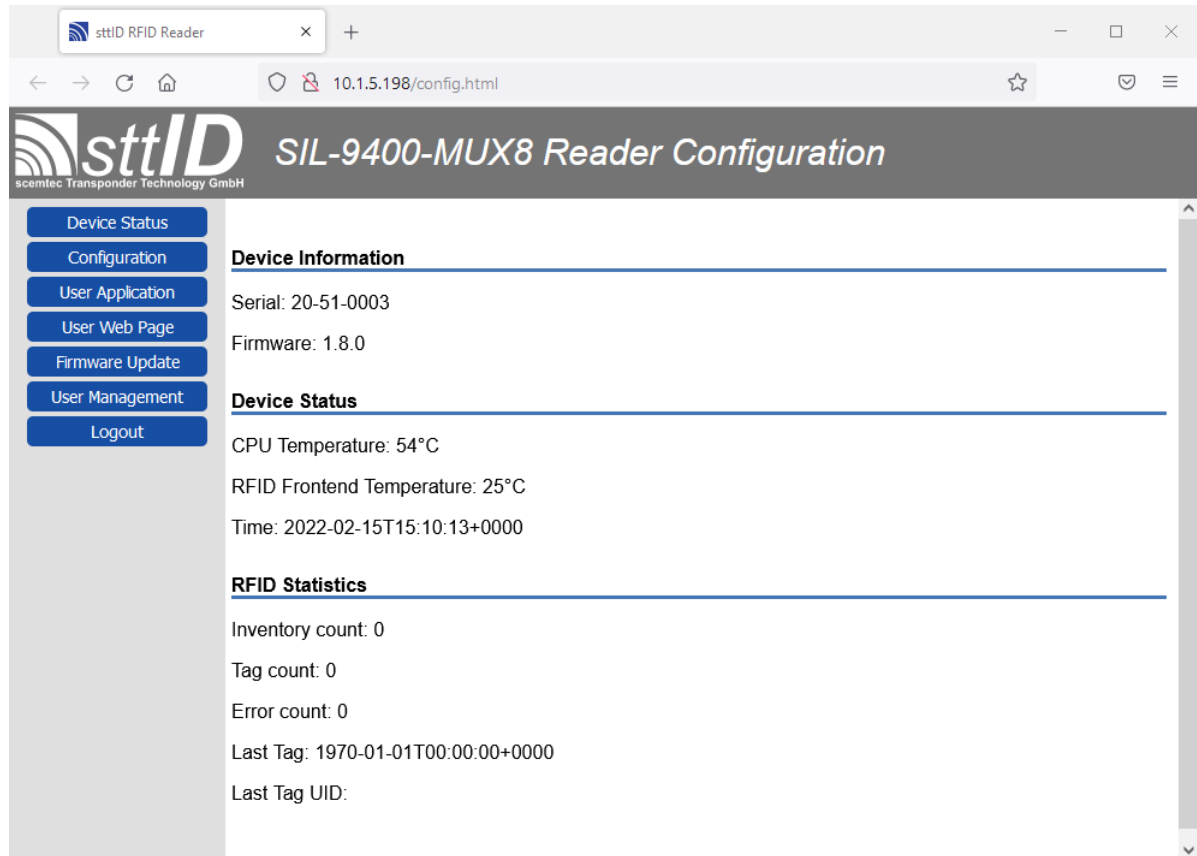 sttID RFID Reader
10.1.5.198/config.html
sttID
scemtec Transponder Technology GmbH
SIL-9400-MUX8 Reader Configuration
Device Status
Configuration
User Application
User Web Page
Firmware Update
User Management
Logout
Device Information
Serial: 20-51-0003
Firmware: 1.8.0
Device Status
CPU Temperature: 54°C
RFID Frontend Temperature: 25°C
Time: 2022-02-15T15:10:13+0000
RFID Statistics
Inventory count: 0
Tag count: 0
Error count: 0
Last Tag: 1970-01-01T00:00:00+0000
Last Tag UID: